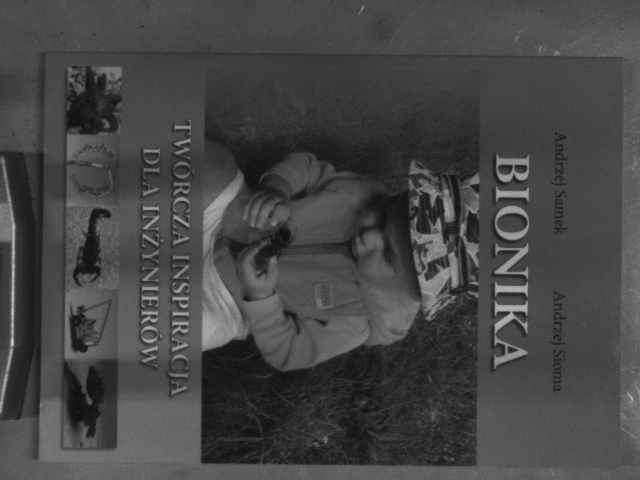 Andrzej Samek Andrzej Sioma
BIONIKA
TWÓRCZA INSPIRACJA
DLA INŻYNIERÓW